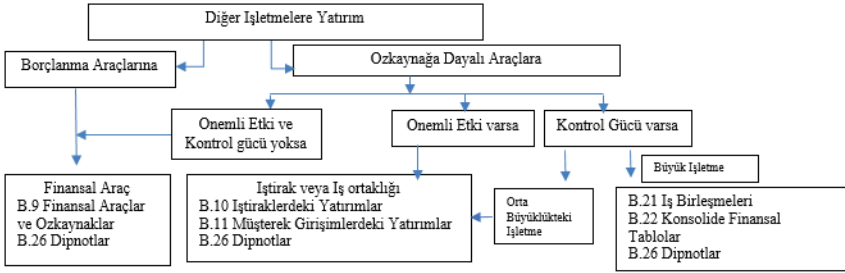 Diğer Işletmelere Yatırım
Borçlanma Araçlarına
Ozkaynağa Dayalı Araçlara
Onemli Etki ve
Kontrol gücü yoksa
Onemli Etki varsa
Kontrol Gücü varsa
Büyük Işletme
Finansal Araç
B.9 Finansal Araçlar
ve Ozkaynaklar
B.26 Dipnotlar
Iştirak veya Iş ortaklığı
B.10 Iştiraklerdeki Yatırımlar
B.11 Müşterek Girişimlerdeki Yatırımlar
B.26 Dipnotlar
Orta
Büyüklükteki
Işletme
B.21 Iş Birleşmeleri
B.22 Konsolide Finansal
Tablolar
B.26 Dipnotlar